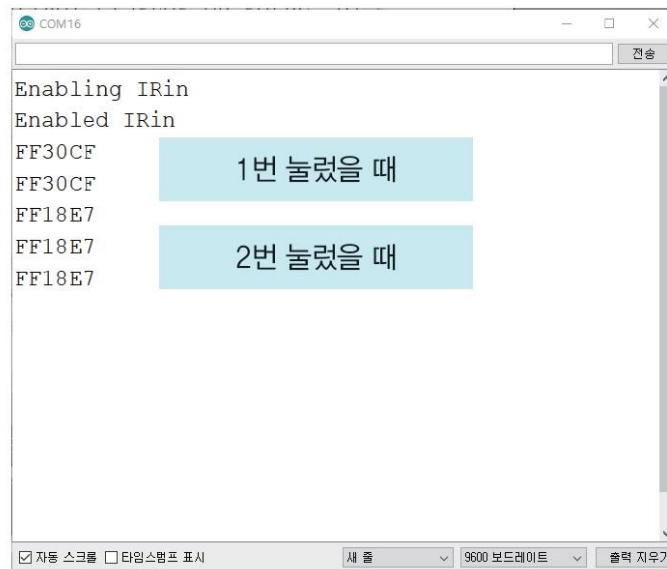 COM16
전송
Enabling IRin
Enabled IRin
FF30CF
FF30CF
1번 눌렀을 때
FF18E7
FF18E7
FF18E7
2번 눌렀을 때
자동 스크롤 타임스탬프 표시 새 줄 9600 보드레이트 출력 지우기